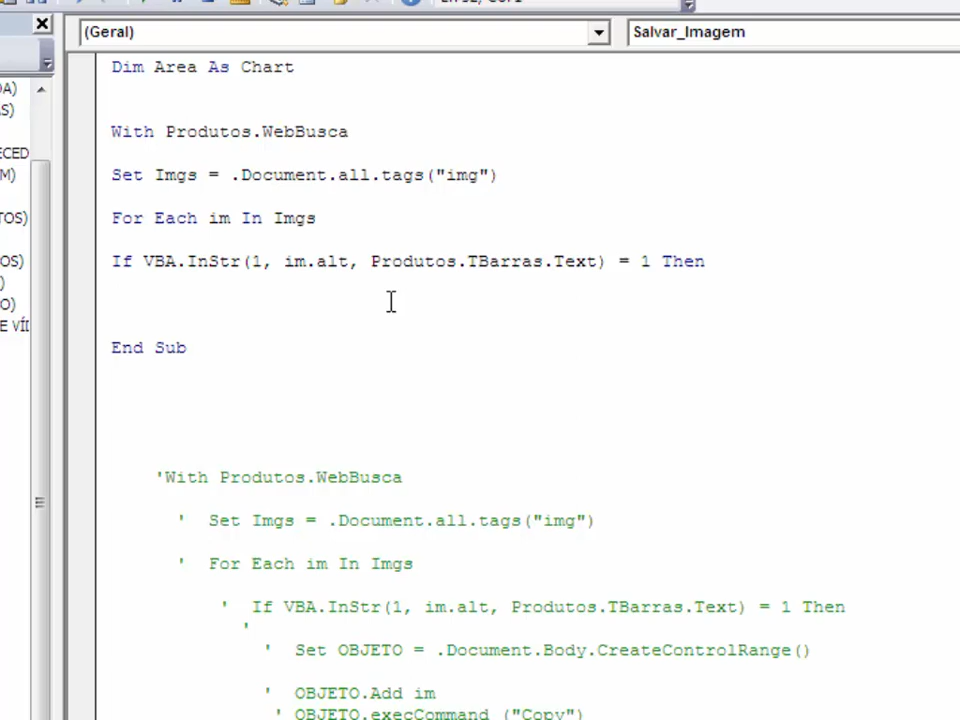 (Geral)
Salvar_Imagem
Dim Area As Chart
With Produtos.WebBusca
Set Imgs = .Document.all.tags("img")
For Each im In Imgs
If VBA.InStr(1, im.alt, Produtos.TBarras.Text) = 1 Then
End Sub
'With Produtos.WebBusca
' Set Imgs = .Document.all.tags("img")
' For Each im In Imgs
' If VBA.InStr(1, im.alt, Produtos.TBarras.Text) = 1 Then
'
' Set OBJETO = .Document.Body.CreateControlRange()
' OBJETO.Add im
' OBJETO.execCommand ("Copy")